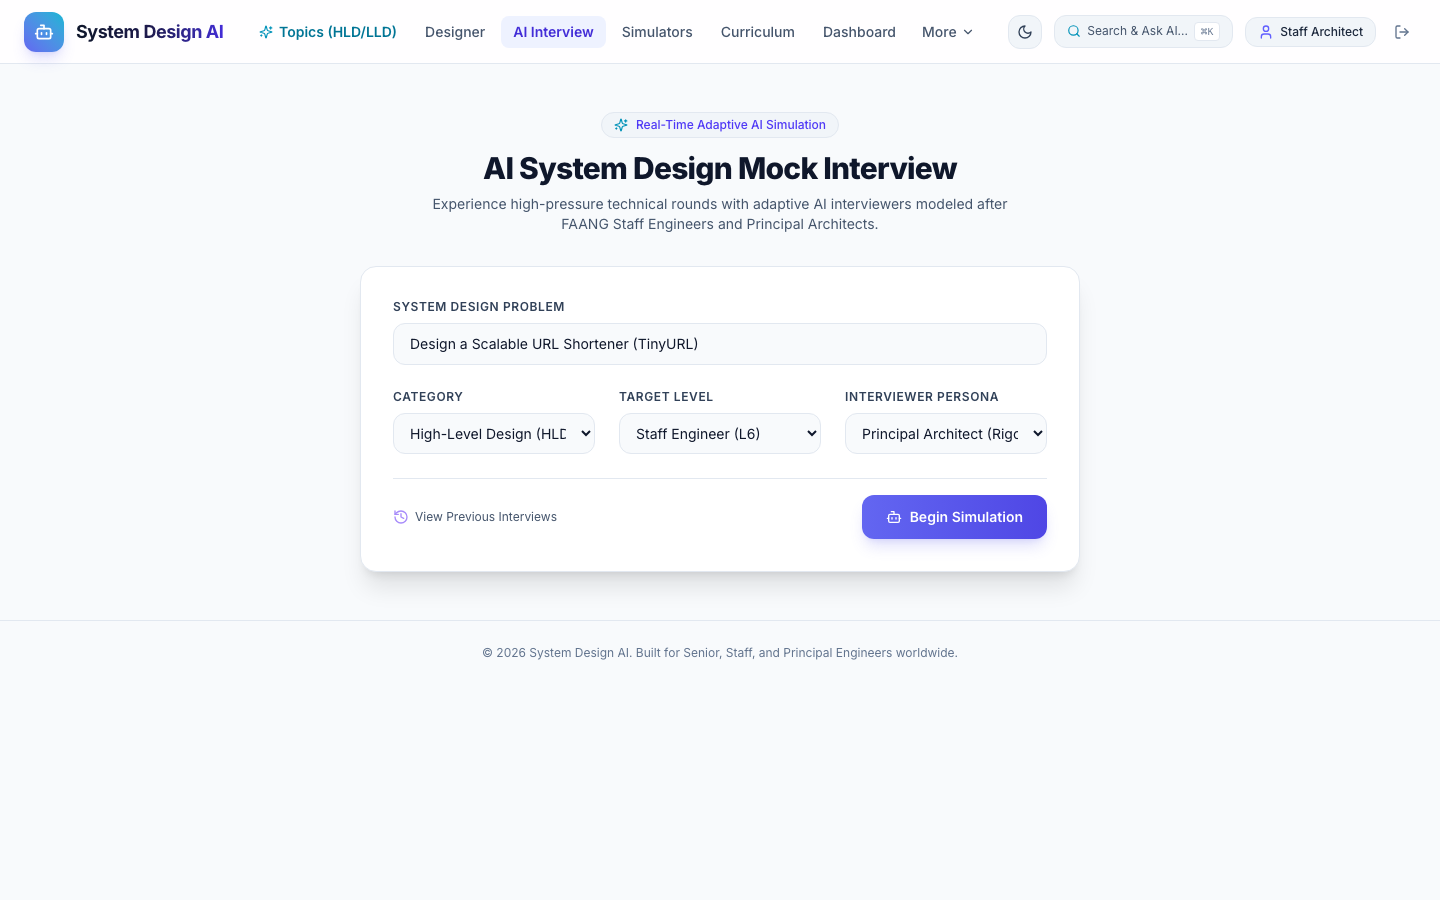 System Design AI
Topics (HLD/LLD)
Designer
AI Interview
Simulators
Curriculum
Dashboard
More
Search & Ask AI...
⌘K
Staff Architect
Real-Time Adaptive AI Simulation
AI System Design Mock Interview
Experience high-pressure technical rounds with adaptive AI interviewers modeled after
FAANG Staff Engineers and Principal Architects.
SYSTEM DESIGN PROBLEM
Design a Scalable URL Shortener (TinyURL)
CATEGORY
TARGET LEVEL
INTERVIEWER PERSONA
High-Level Design (HLD
Staff Engineer (L6)
Principal Architect (Rigo
View Previous Interviews
Begin Simulation
© 2026 System Design AI. Built for Senior, Staff, and Principal Engineers worldwide.